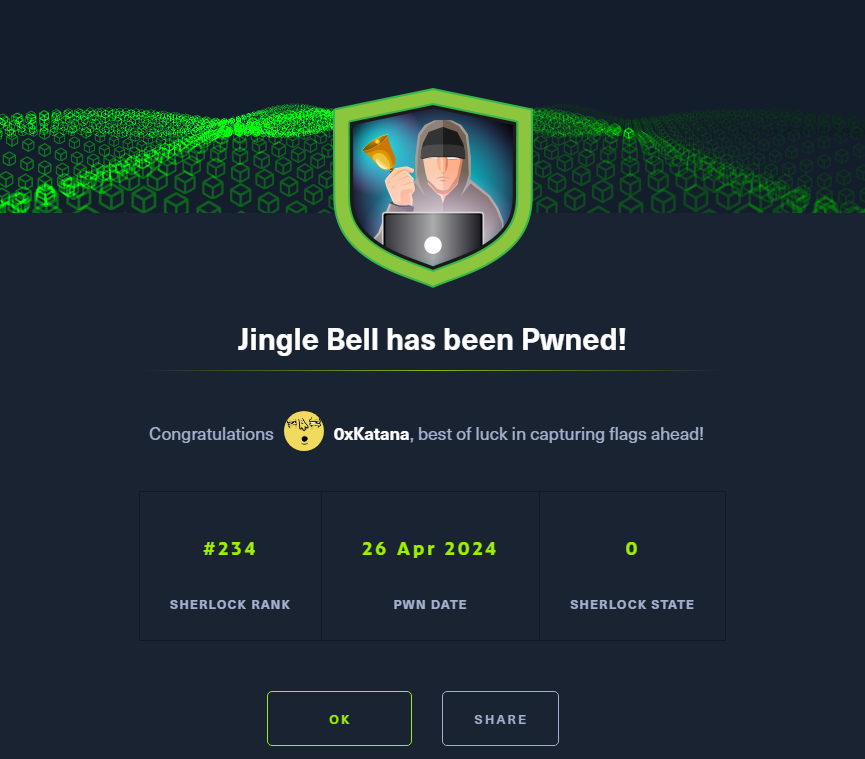 Jingle Bell has been Pwned!
Congratulations 0xKatana, best of luck in capturing flags ahead!
#234 26 Apr 2024 0
SHERLOCK RANK PWN DATE SHERLOCK STATE
OK SHARE